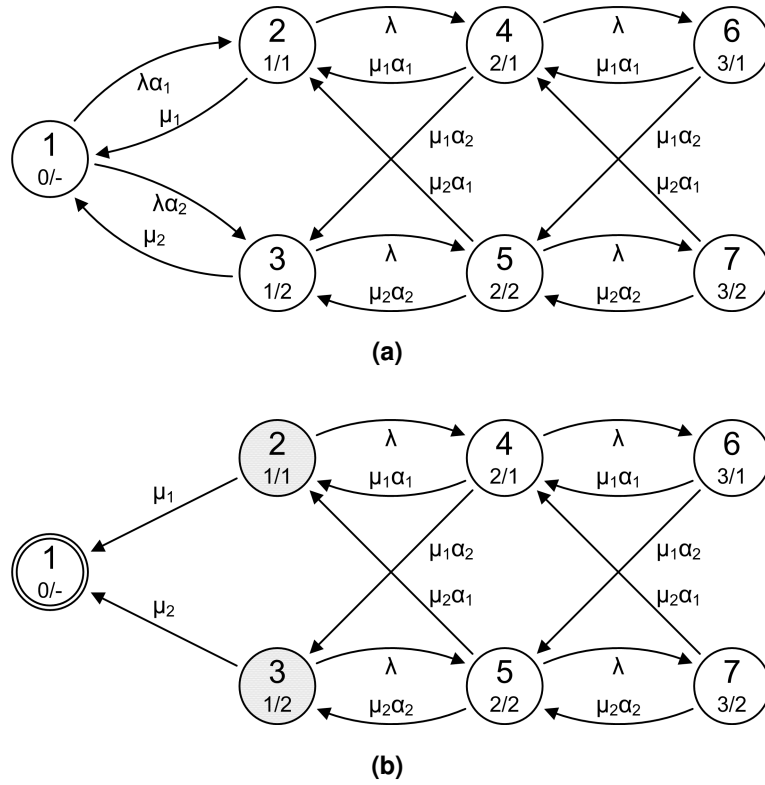 2
1/1
λ
4
2/1
λ
6
3/1
μ₁α₁
μ₁α₁
λα₁
μ₁
1
0/-
μ₁α₂
μ₁α₂
μ₂α₁
μ₂α₁
λα₂
μ₂
3
1/2
λ
5
2/2
λ
7
3/2
μ₂α₂
μ₂α₂
(a)
2
1/1
λ
4
2/1
λ
6
3/1
μ₁α₁
μ₁α₁
μ₁
1
0/-
μ₁α₂
μ₁α₂
μ₂α₁
μ₂α₁
μ₂
3
1/2
λ
5
2/2
λ
7
3/2
μ₂α₂
μ₂α₂
(b)